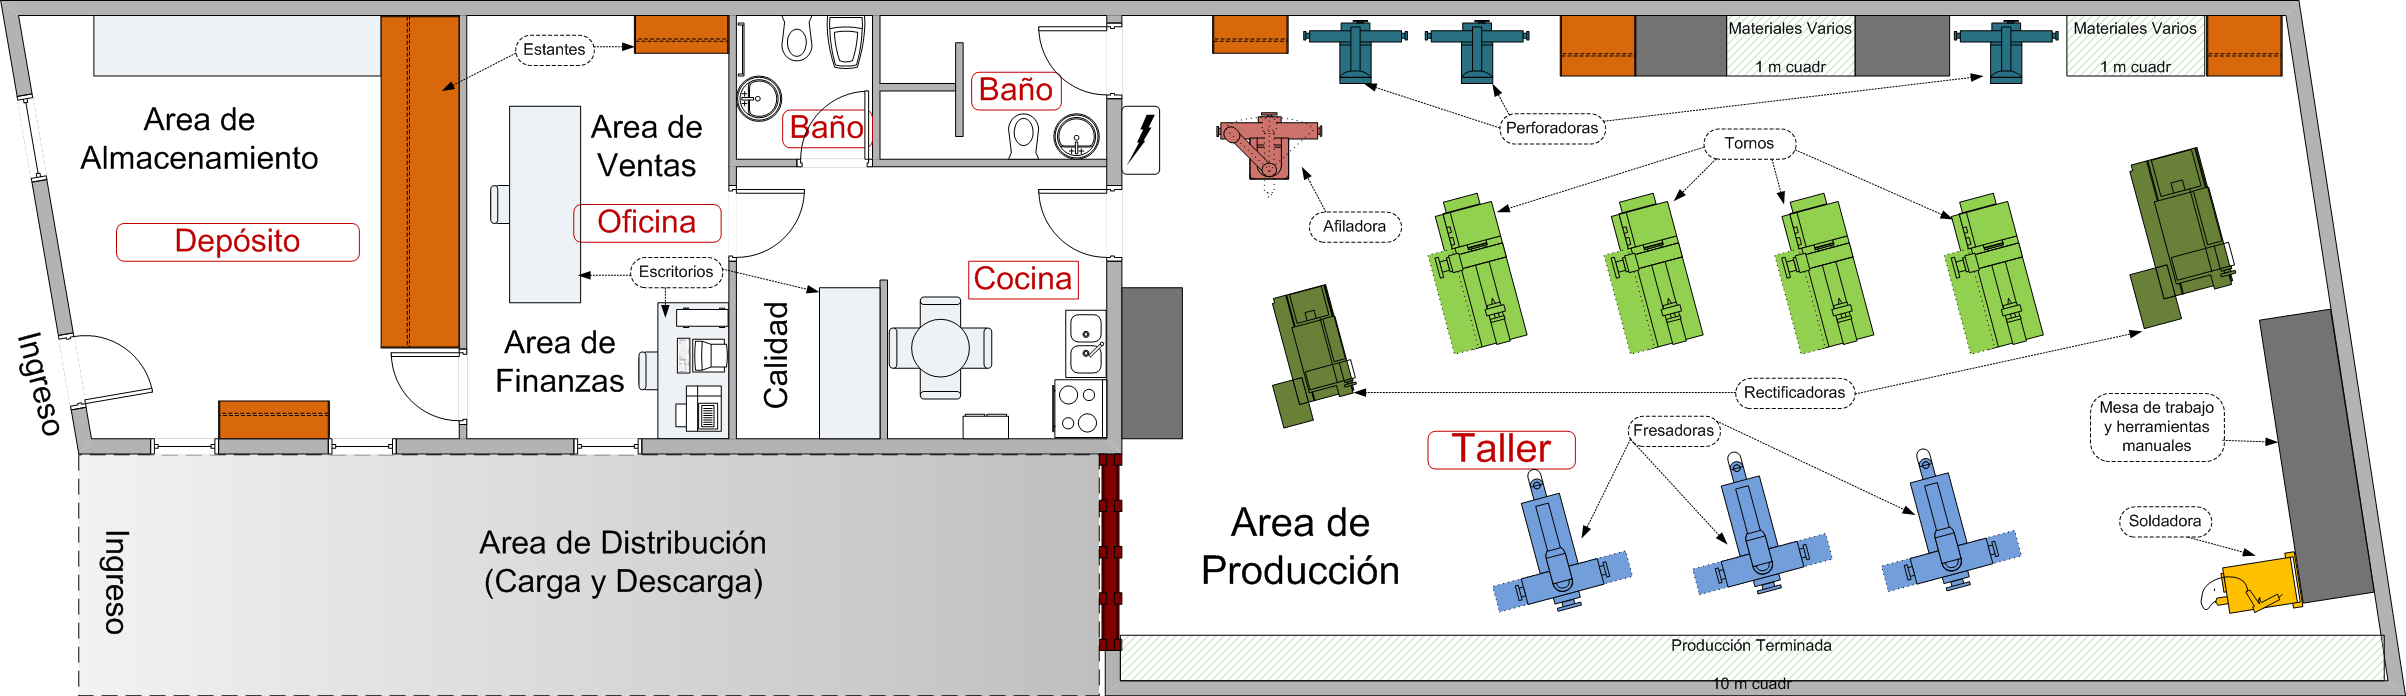 Estantes
Area de
Almacenamiento
Depósito
Ingreso
Area de
Ventas
Oficina
Escritorios
Area de
Finanzas
Baño
Baño
Calidad
Cocina
Materiales Varios
1 m cuadr
Materiales Varios
1 m cuadr
Perforadoras
Tornos
Afiladora
Rectificadoras
Mesa de trabajo
y herramientas
manuales
Fresadoras
Taller
Soldadora
Area de
Producción
Ingreso
Area de Distribución
(Carga y Descarga)
Producción Terminada
10 m cuadr